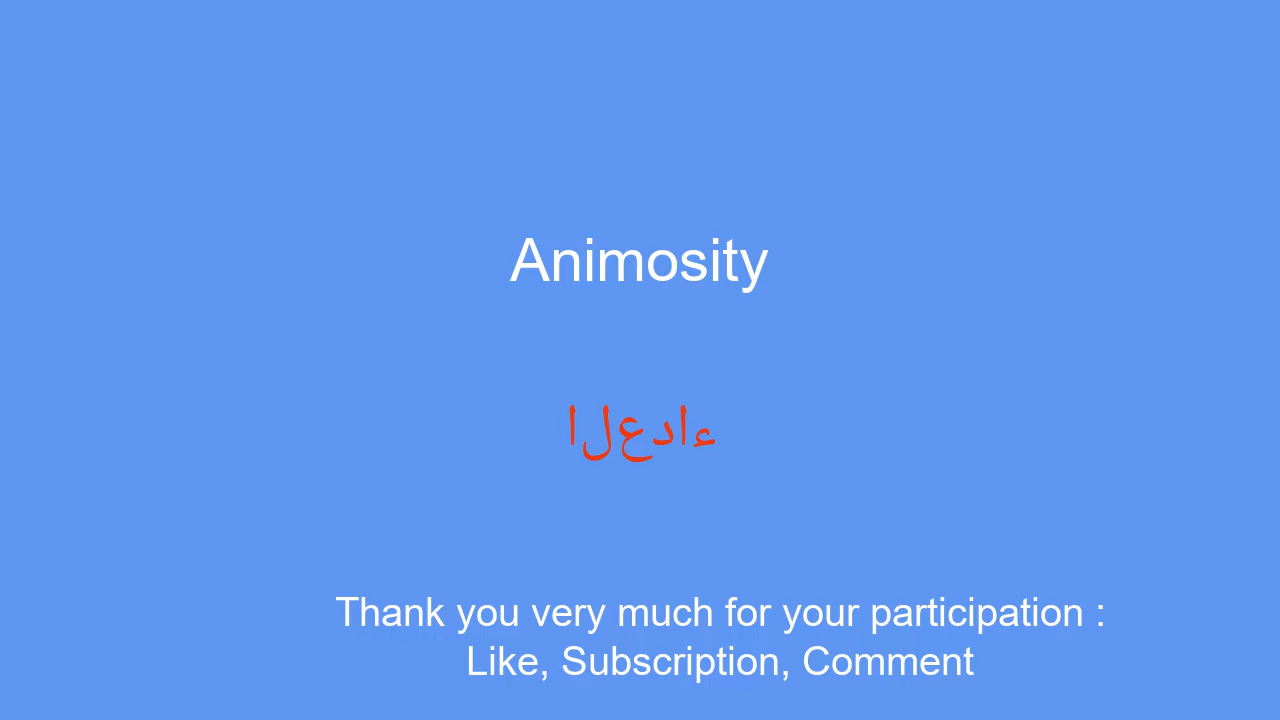 Animosity
العداء
Thank you very much for your participation :
Like, Subscription, Comment